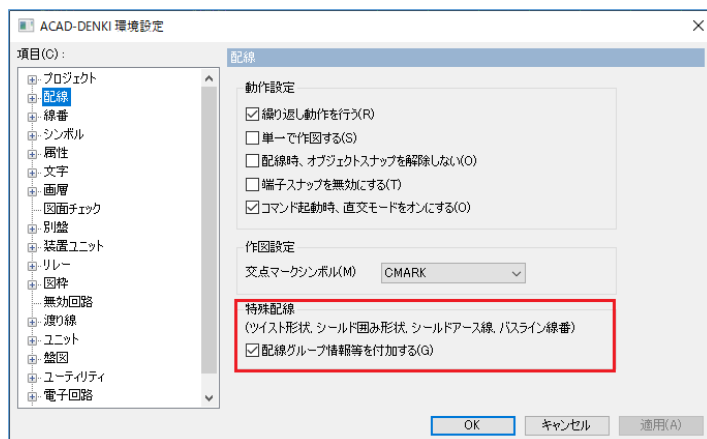 ACAD-DENKI 環境設定
項目(C) :
プロジェクト
配線
線番
シンボル
属性
文字
画層
図面チェック
別盤
装置ユニット
リレー
図枠
無効回路
渡り線
ユニット
盤図
ユーティリティ
電子回路
配線
動作設定
繰り返し動作を行う(R)
単一で作図する(S)
配線時、オブジェクトスナップを解除しない(O)
端子スナップを無効にする(T)
コマンド起動時、直交モードをオンにする(O)
作図設定
交点マークシンボル(M)
CMARK
特殊配線
(ツイスト形状, シールド囲み形状, シールドアース線, バスライン線番)
配線グループ情報等を付加する(G)
OK
キャンセル
適用(A)